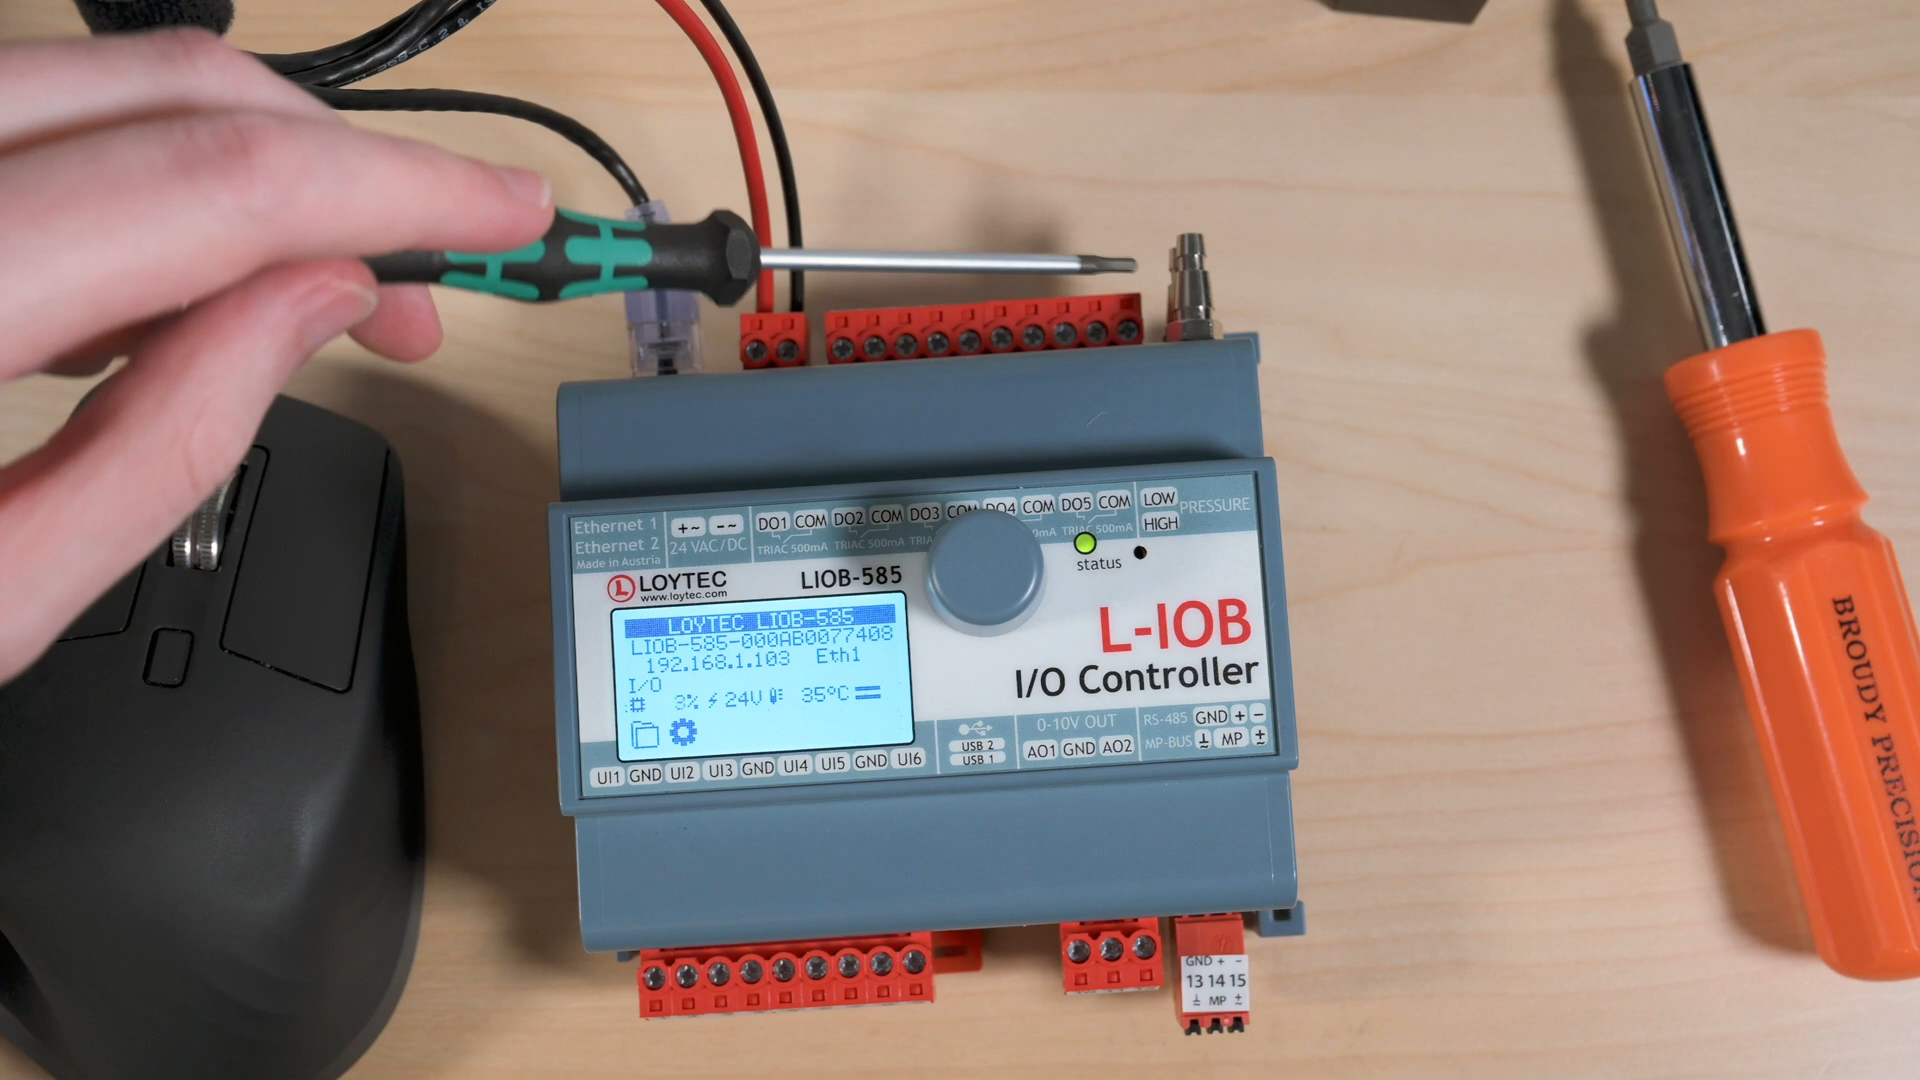 Ethernet 1
Ethernet 2
Made in Austria
+~ -~
24 VAC/DC
DO1 COM DO2 COM DO3 COM DO4 COM DO5 COM
TRIAC 500mA TRIAC 500mA TRIAC 500mA
LOW
HIGH
PRESSURE
status
LOYTEC
www.loytec.com
LIOB-585
LOYTEC LIOB-585
LIOB-585-000AB0077408
192.168.1.103 Eth1
I/O
3% 24V 35°C
L-IOB
I/O Controller
UI1 GND UI2 UI3 GND UI4 UI5 GND UI6
USB 2
USB 1
0-10V OUT
AO1 GND AO2
RS-485 GND + -
MP-BUS MP
GND + -
13 14 15
MP
BROUDY PRECISION